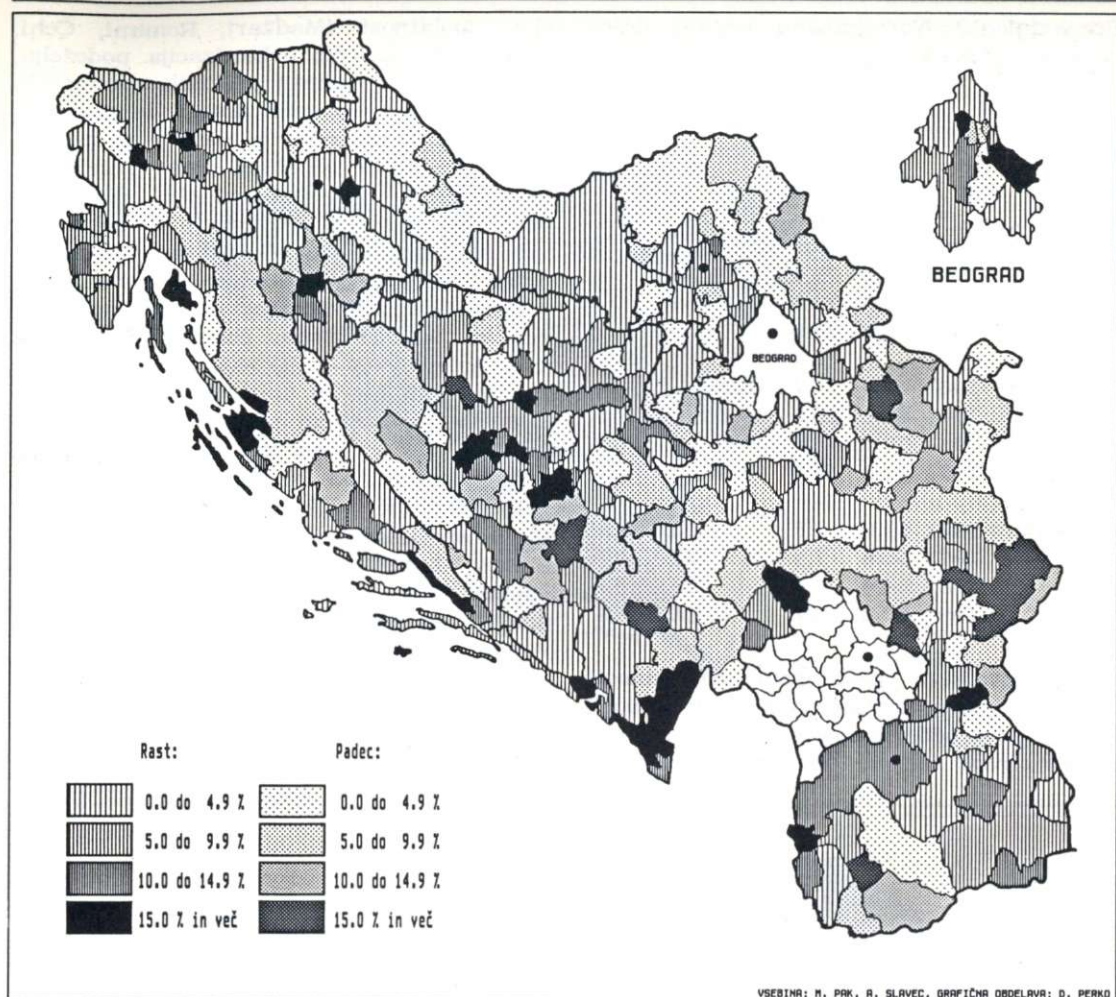 BEOGRAD
BEOGRAD
Rast: Padec:
0.0 do 4.9 % 0.0 do 4.9 %
5.0 do 9.9 % 5.0 do 9.9 %
10.0 do 14.9 % 10.0 do 14.9 %
15.0 % in več 15.0 % in več
VSEBINA: M. PAK, A. SLAVEC, GRAFIČNA OBDELAVA: D. PERKO